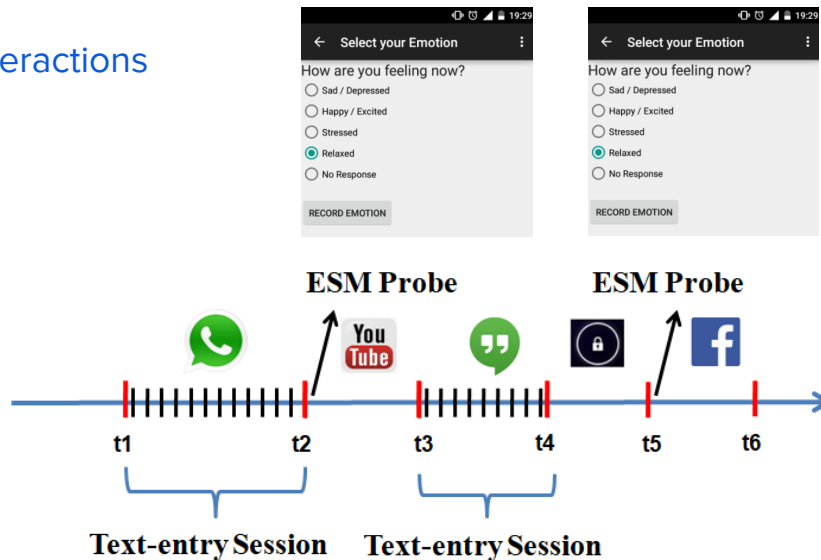 eractions
19:29
Select your Emotion
How are you feeling now?
Sad / Depressed
Happy / Excited
Stressed
Relaxed
No Response
RECORD EMOTION
19:29
Select your Emotion
How are you feeling now?
Sad / Depressed
Happy / Excited
Stressed
Relaxed
No Response
RECORD EMOTION
ESM Probe
ESM Probe
You
Tube
t1
t2
t3
t4
t5
t6
Text-entry Session
Text-entry Session